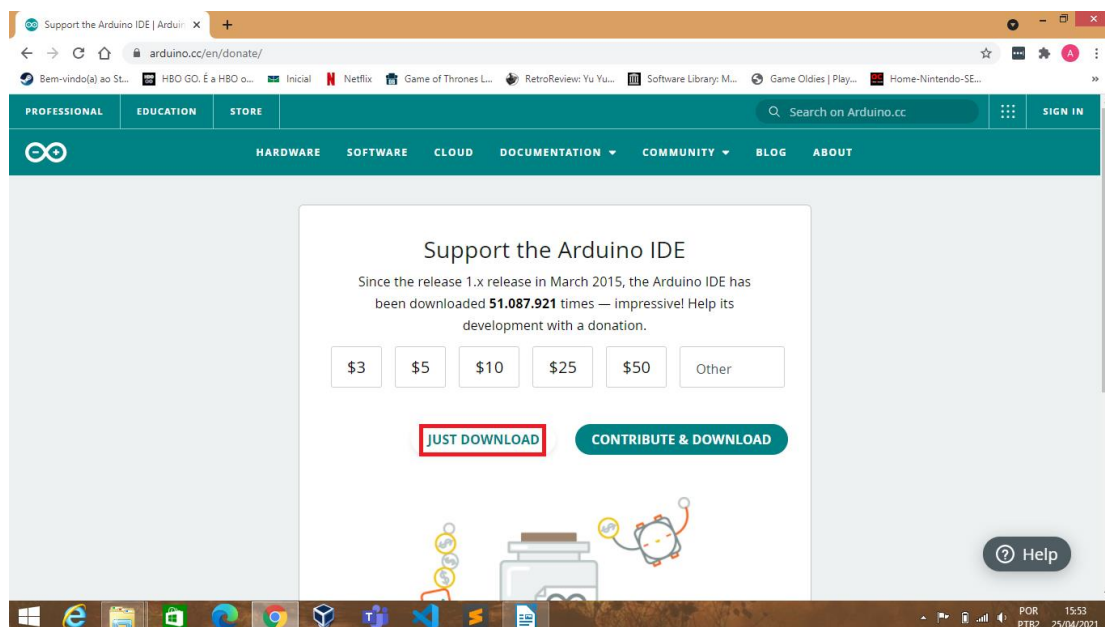 Support the Arduino IDE | Arduin
arduino.cc/en/donate/
Bem-vindo(a) ao St... HBO GO. É a HBO o... Inicial Netflix Game of Thrones L... RetroReview: Yu Yu... Software Library: M... Game Oldies | Play... Home-Nintendo-SE...
PROFESSIONAL EDUCATION STORE Search on Arduino.cc SIGN IN
HARDWARE SOFTWARE CLOUD DOCUMENTATION COMMUNITY BLOG ABOUT
Support the Arduino IDE
Since the release 1.x release in March 2015, the Arduino IDE has
been downloaded 51.087.921 times — impressive! Help its
development with a donation.
$3 $5 $10 $25 $50 Other
JUST DOWNLOAD CONTRIBUTE & DOWNLOAD
Help
POR 15:53
PTB2 25/04/2021